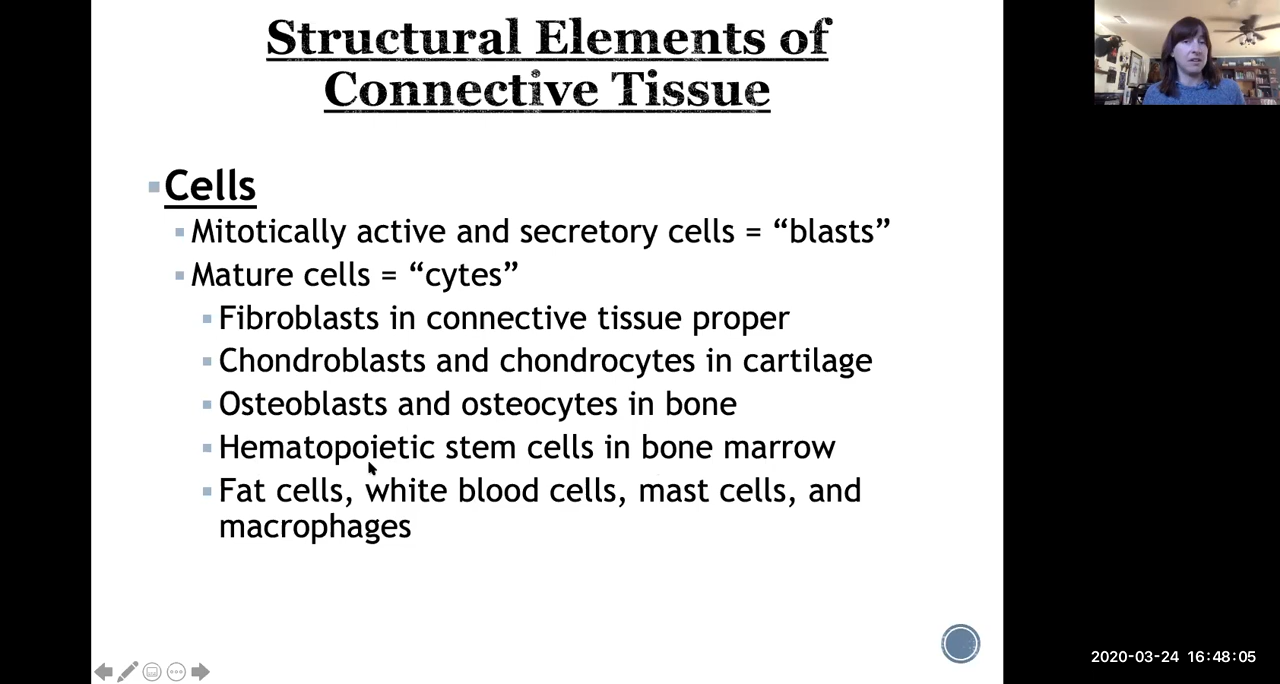 Structural Elements of
Connective Tissue
Cells
Mitotically active and secretory cells = “blasts”
Mature cells = “cytes”
Fibroblasts in connective tissue proper
Chondroblasts and chondrocytes in cartilage
Osteoblasts and osteocytes in bone
Hematopoietic stem cells in bone marrow
Fat cells, white blood cells, mast cells, and
macrophages
2020-03-24 16:48:05